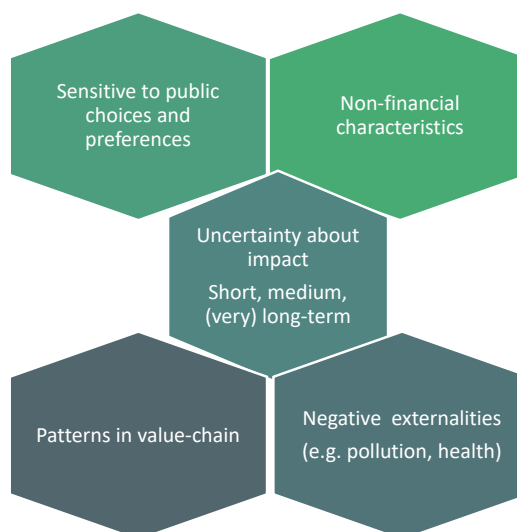 Sensitive to public
choices and
preferences
Non-financial
characteristics
Uncertainty about
impact
Short, medium,
(very) long-term
Patterns in value-chain
Negative externalities
(e.g. pollution, health)